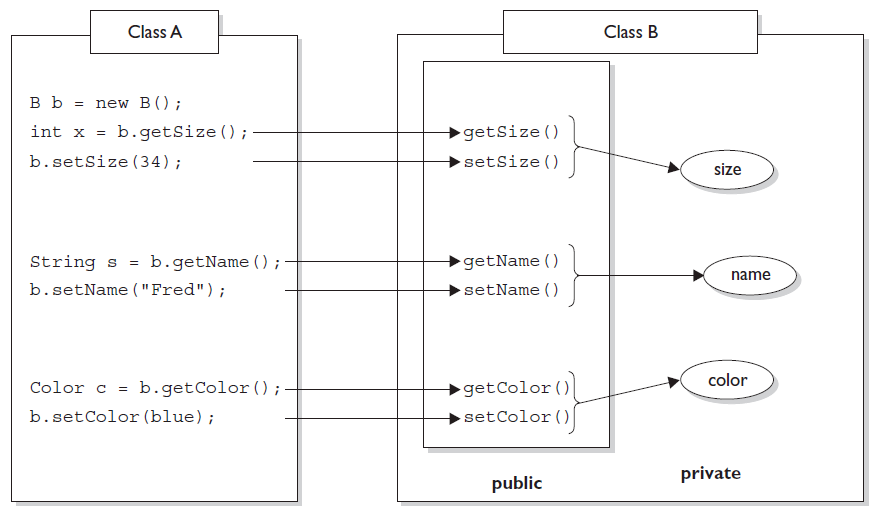 Class A
B b = new B();
int x = b.getSize();
b.setSize(34);
String s = b.getName();
b.setName("Fred");
Color c = b.getColor();
b.setColor(blue);
Class B
getSize()
setSize()
getName()
setName()
getColor()
setColor()
public
size
name
color
private